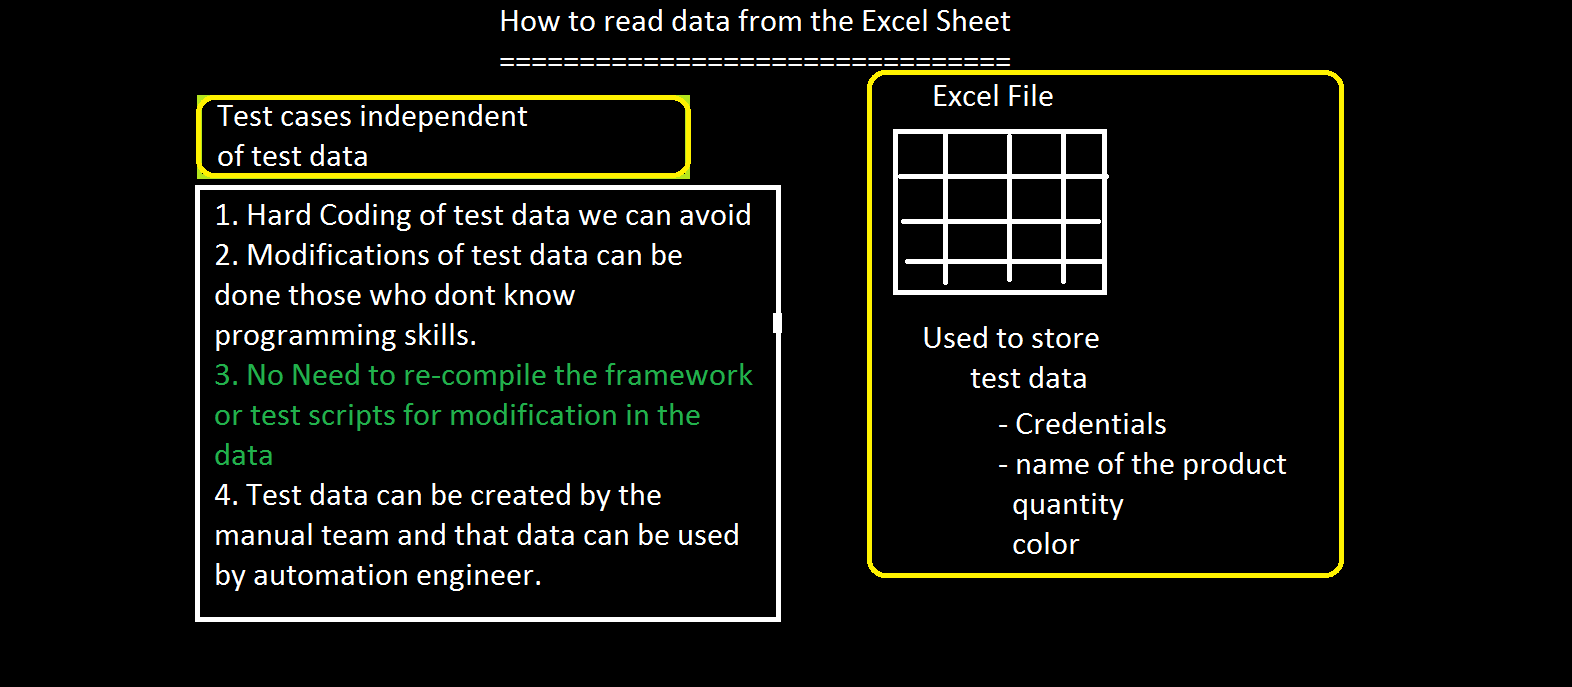 How to read data from the Excel Sheet
================================
Test cases independent
of test data
1. Hard Coding of test data we can avoid
2. Modifications of test data can be
done those who dont know
programming skills.
3. No Need to re-compile the framework
or test scripts for modification in the
data
4. Test data can be created by the
manual team and that data can be used
by automation engineer.
Excel File
Used to store
test data
- Credentials
- name of the product
quantity
color